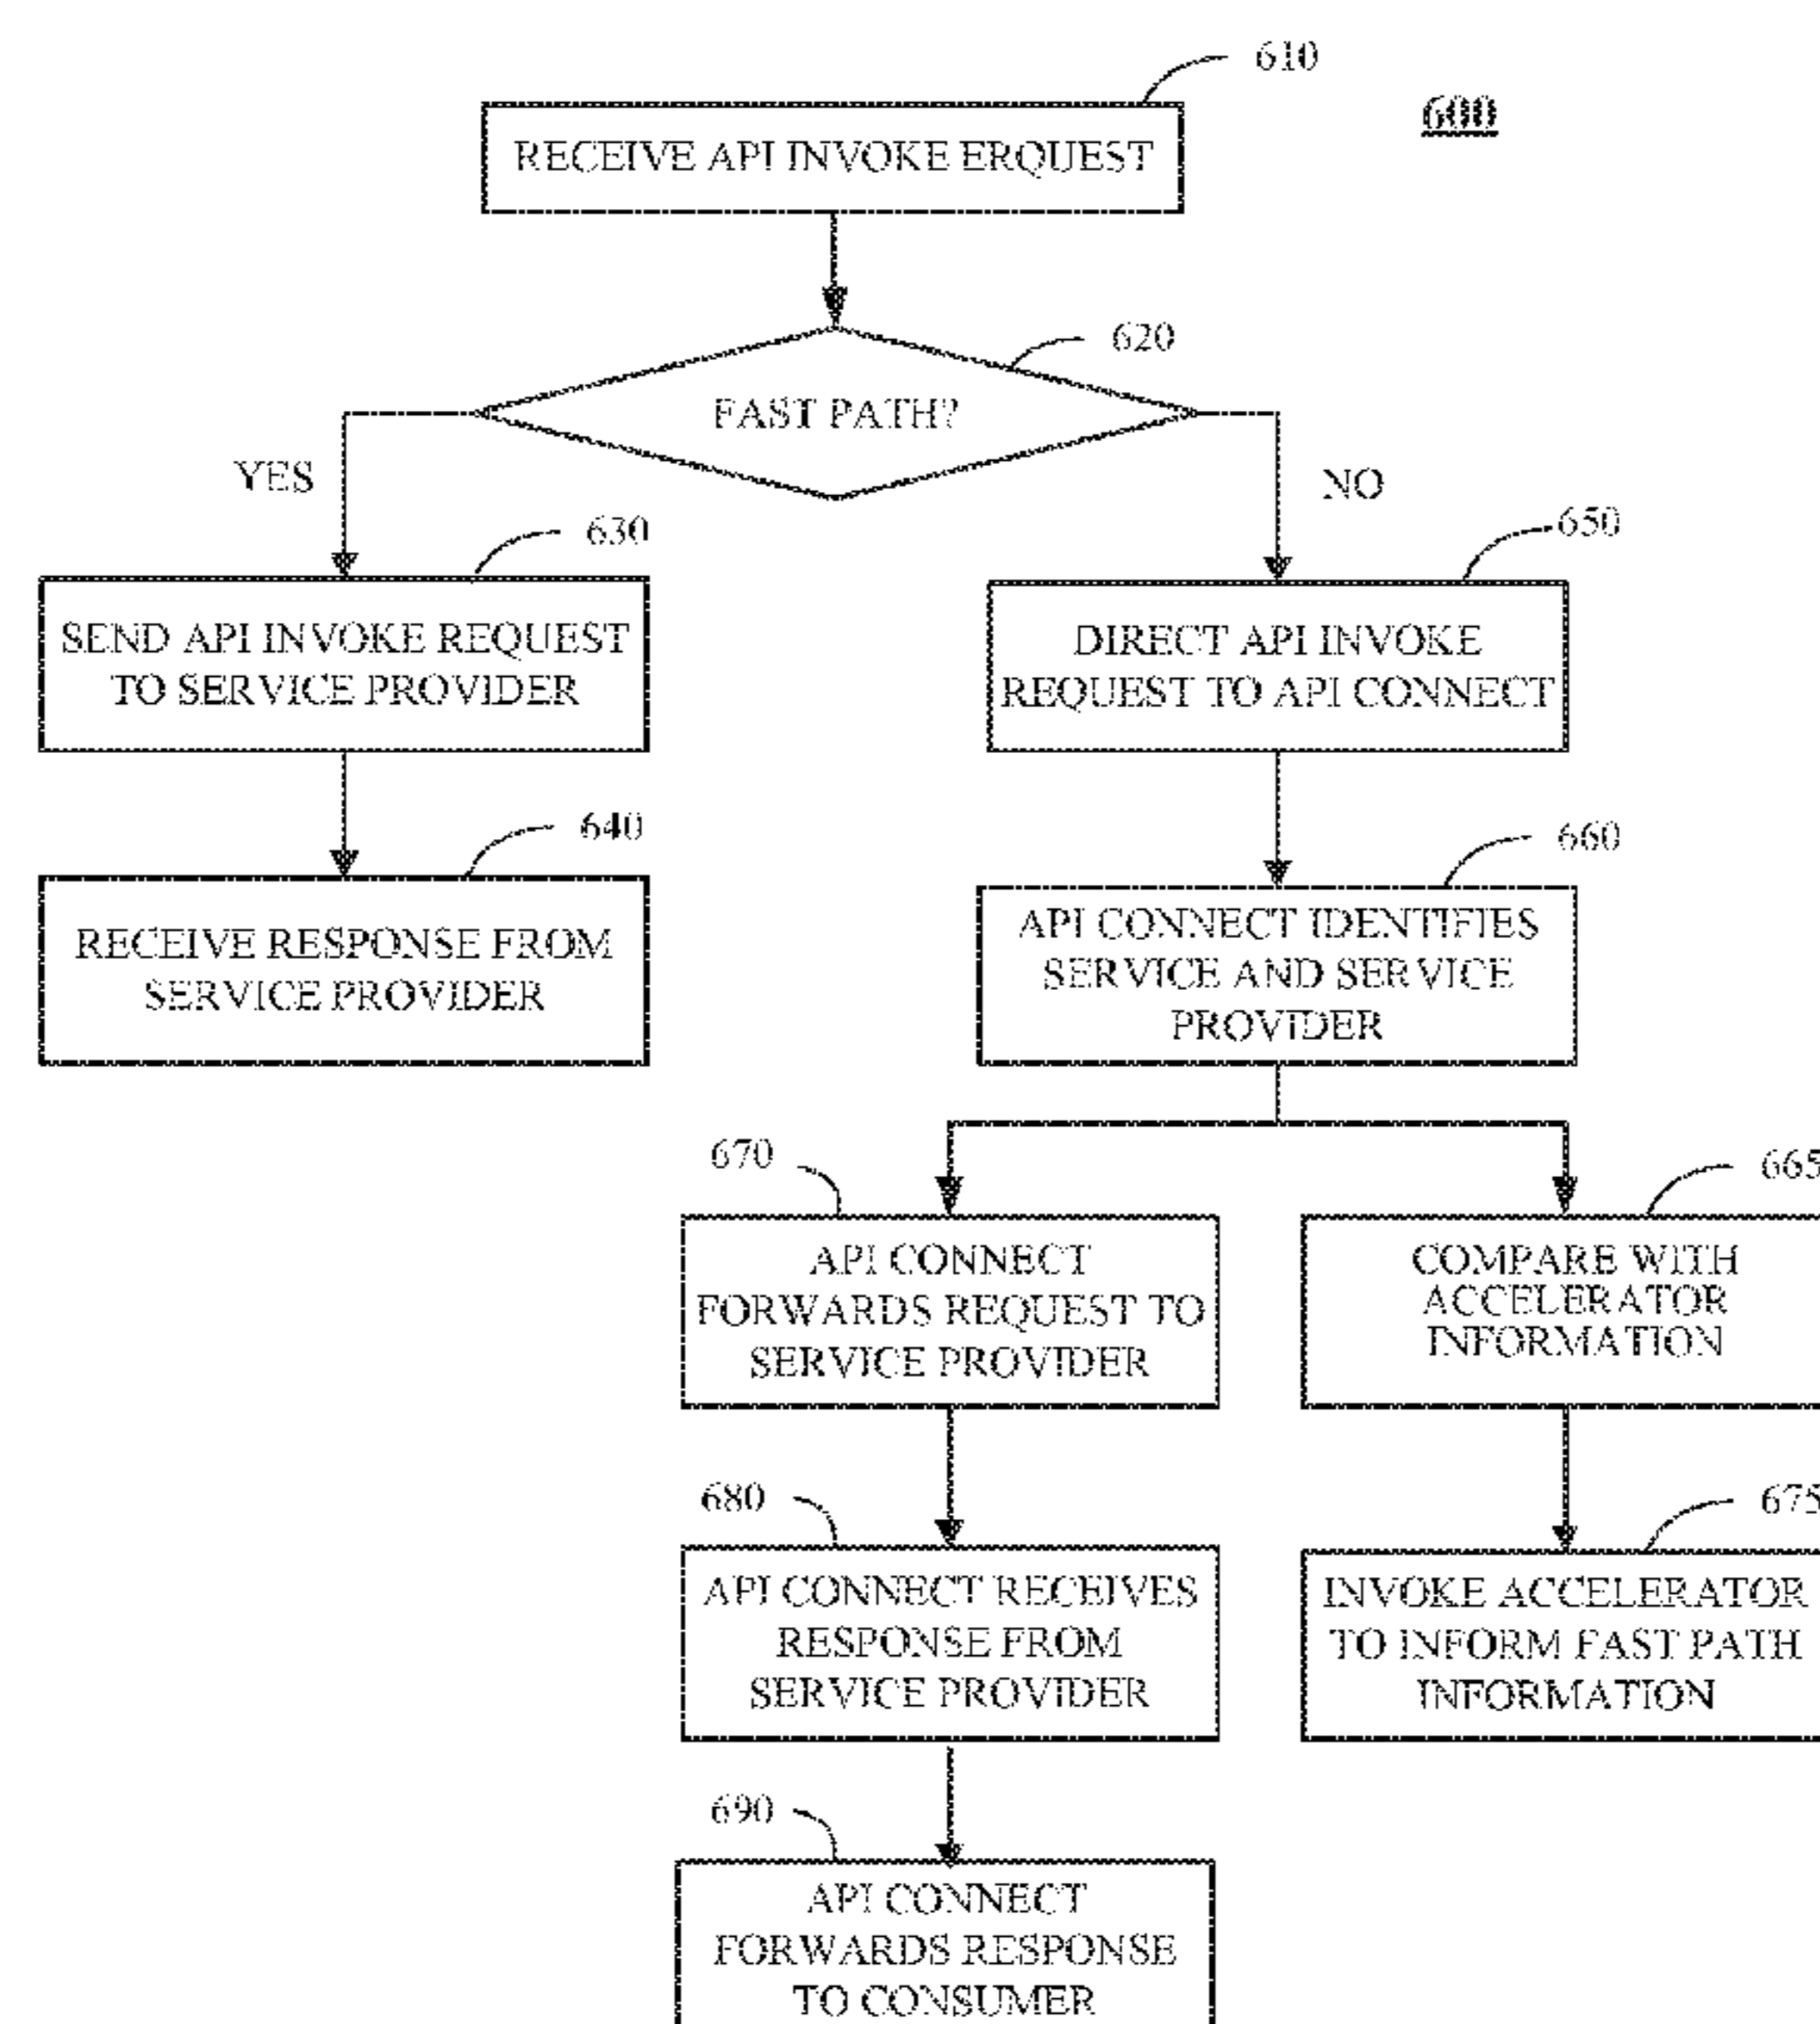 610
600
RECEIVE API INVOKE ERQUEST
620
FAST PATH?
YES
NO
630
650
SEND API INVOKE REQUEST
TO SERVICE PROVIDER
DIRECT API INVOKE
REQUEST TO API CONNECT
640
660
RECEIVE RESPONSE FROM
SERVICE PROVIDER
API CONNECT IDENTIFIES
SERVICE AND SERVICE
PROVIDER
670
665
API CONNECT
FORWARDS REQUEST TO
SERVICE PROVIDER
COMPARE WITH
ACCELERATOR
INFORMATION
680
675
API CONNECT RECEIVES
RESPONSE FROM
SERVICE PROVIDER
INVOKE ACCELERATOR
TO INFORM FAST PATH
INFORMATION
690
API CONNECT
FORWARDS RESPONSE
TO CONSUMER